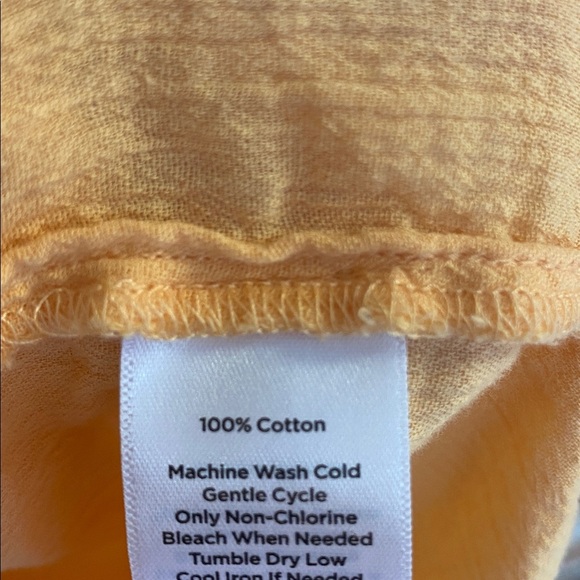 100% Cotton
Machine Wash Cold
Gentle Cycle
Only Non-Chlorine
Bleach When Needed
Tumble Dry Low
Cool Iron If Needed